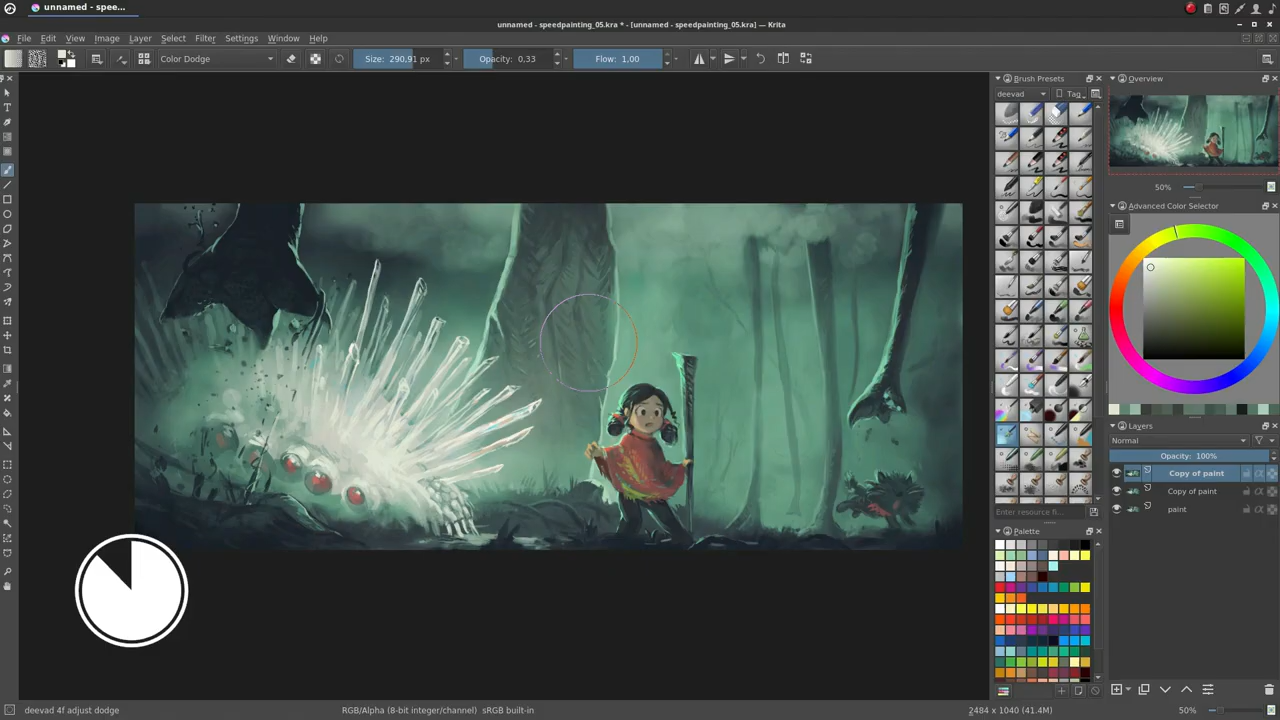 unnamed - spee...
unnamed - speedpainting_05.kra * - [unnamed - speedpainting_05.kra] — Krita
File Edit View Image Layer Select Filter Settings Window Help
Color Dodge
Size: 290,91 px
Opacity: 0,33
Flow: 1,00
Brush Presets
deevad
Tag
Enter resource fi...
Palette
Overview
50%
Advanced Color Selector
Layers
Normal
Opacity: 100%
Copy of paint
Copy of paint
paint
deevad 4f adjust dodge
RGB/Alpha (8-bit integer/channel) sRGB built-in
2484 x 1040 (41.4M)
50%